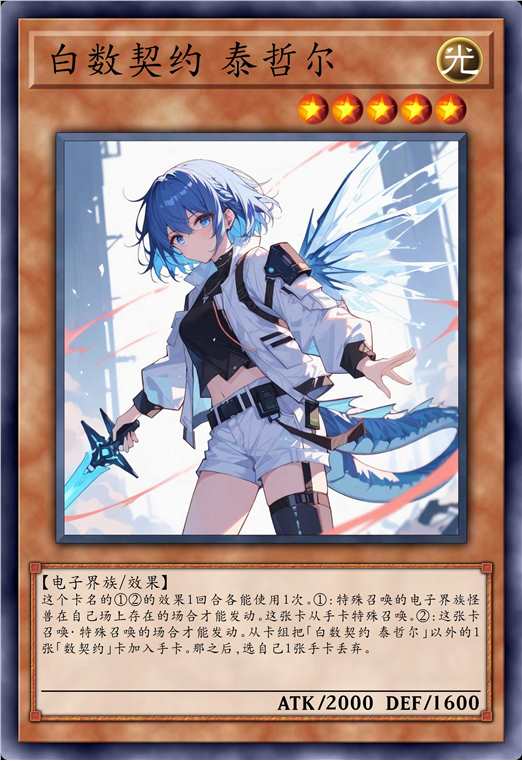 白数契约 泰哲尔
光
【电子界族/效果】
这个卡名的①②的效果1回合各能使用1次。①:特殊召唤的电子界族怪
兽在自己场上存在的场合才能发动。这张卡从手卡特殊召唤。②:这张卡
召唤·特殊召唤的场合才能发动。从卡组把「白数契约 泰哲尔」以外的1
张「数契约」卡加入手卡。那之后,选自己1张手卡丢弃。
ATK/2000 DEF/1600